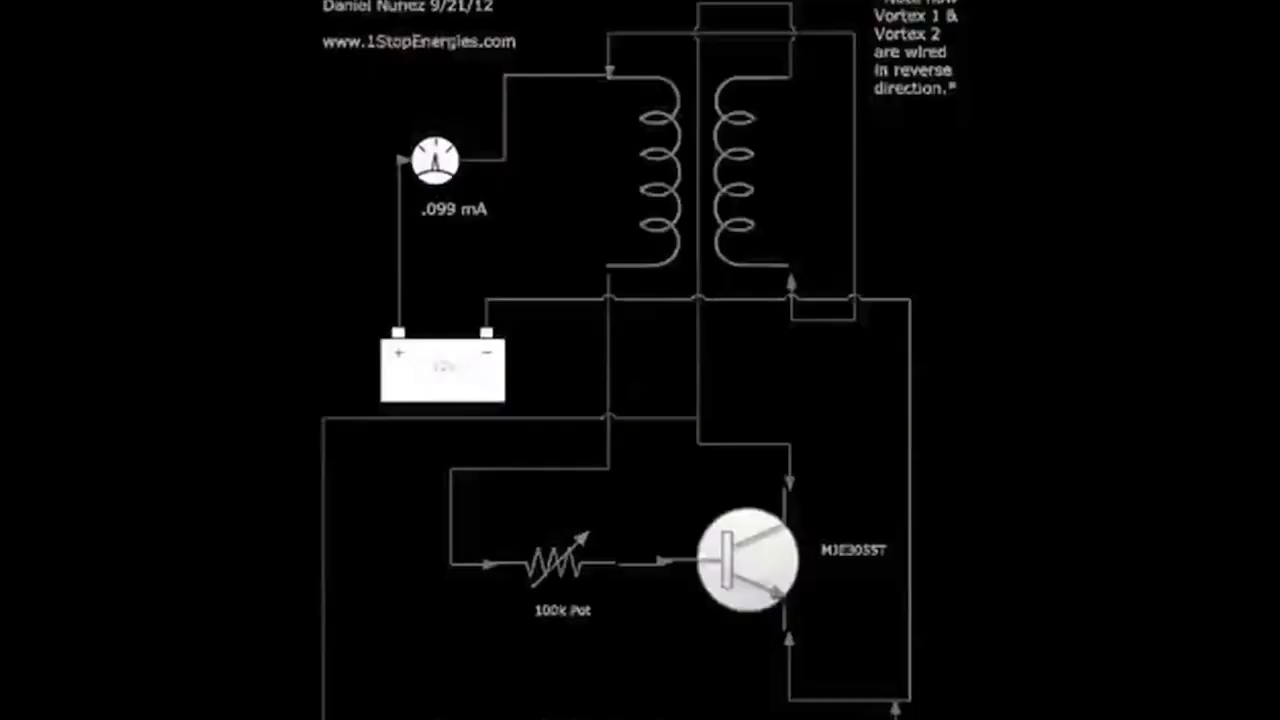 Daniel Nunez 9/21/12
www.1StopEnergies.com
Vortex 1 &
Vortex 2
are wired
in reverse
direction.*
.099 mA
+ −
100k Pot
MJE3055T